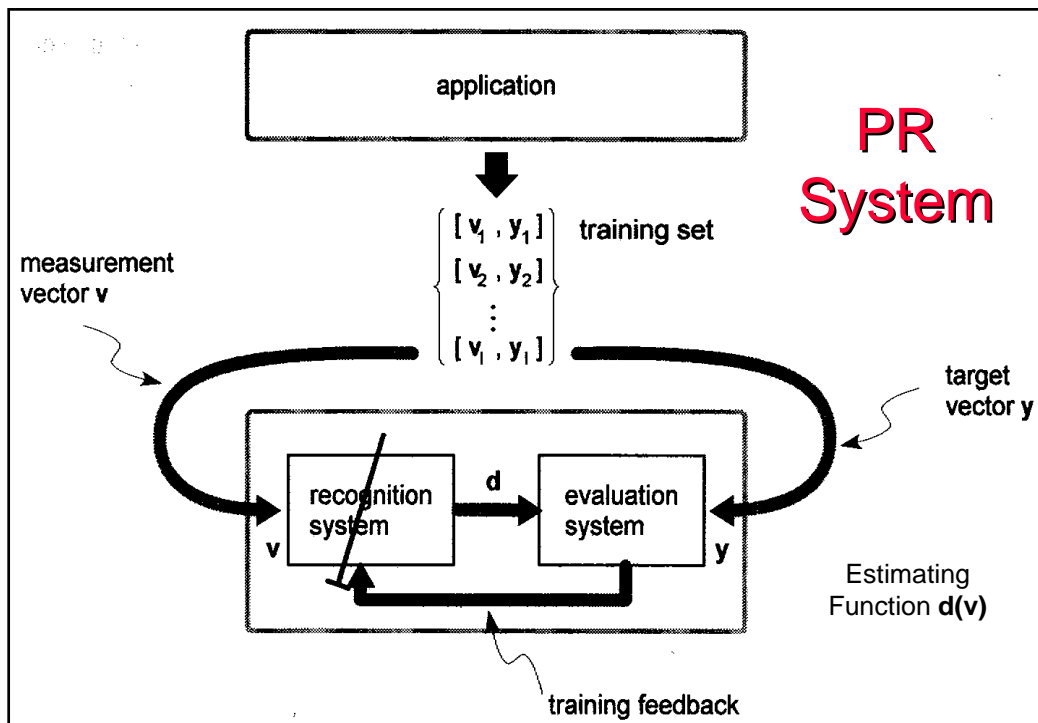 application
PR
System
[ v₁ , y₁ ]
training set
[ v₂ , y₂ ]
⋮
[ vₗ , yₗ ]
measurement
vector v
target
vector y
recognition
system
d
evaluation
system
v
y
Estimating
Function d(v)
training feedback